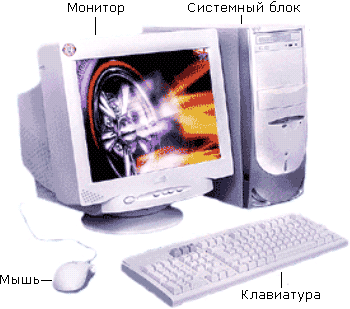 Монитор
Системный блок
Мышь
Клавиатура